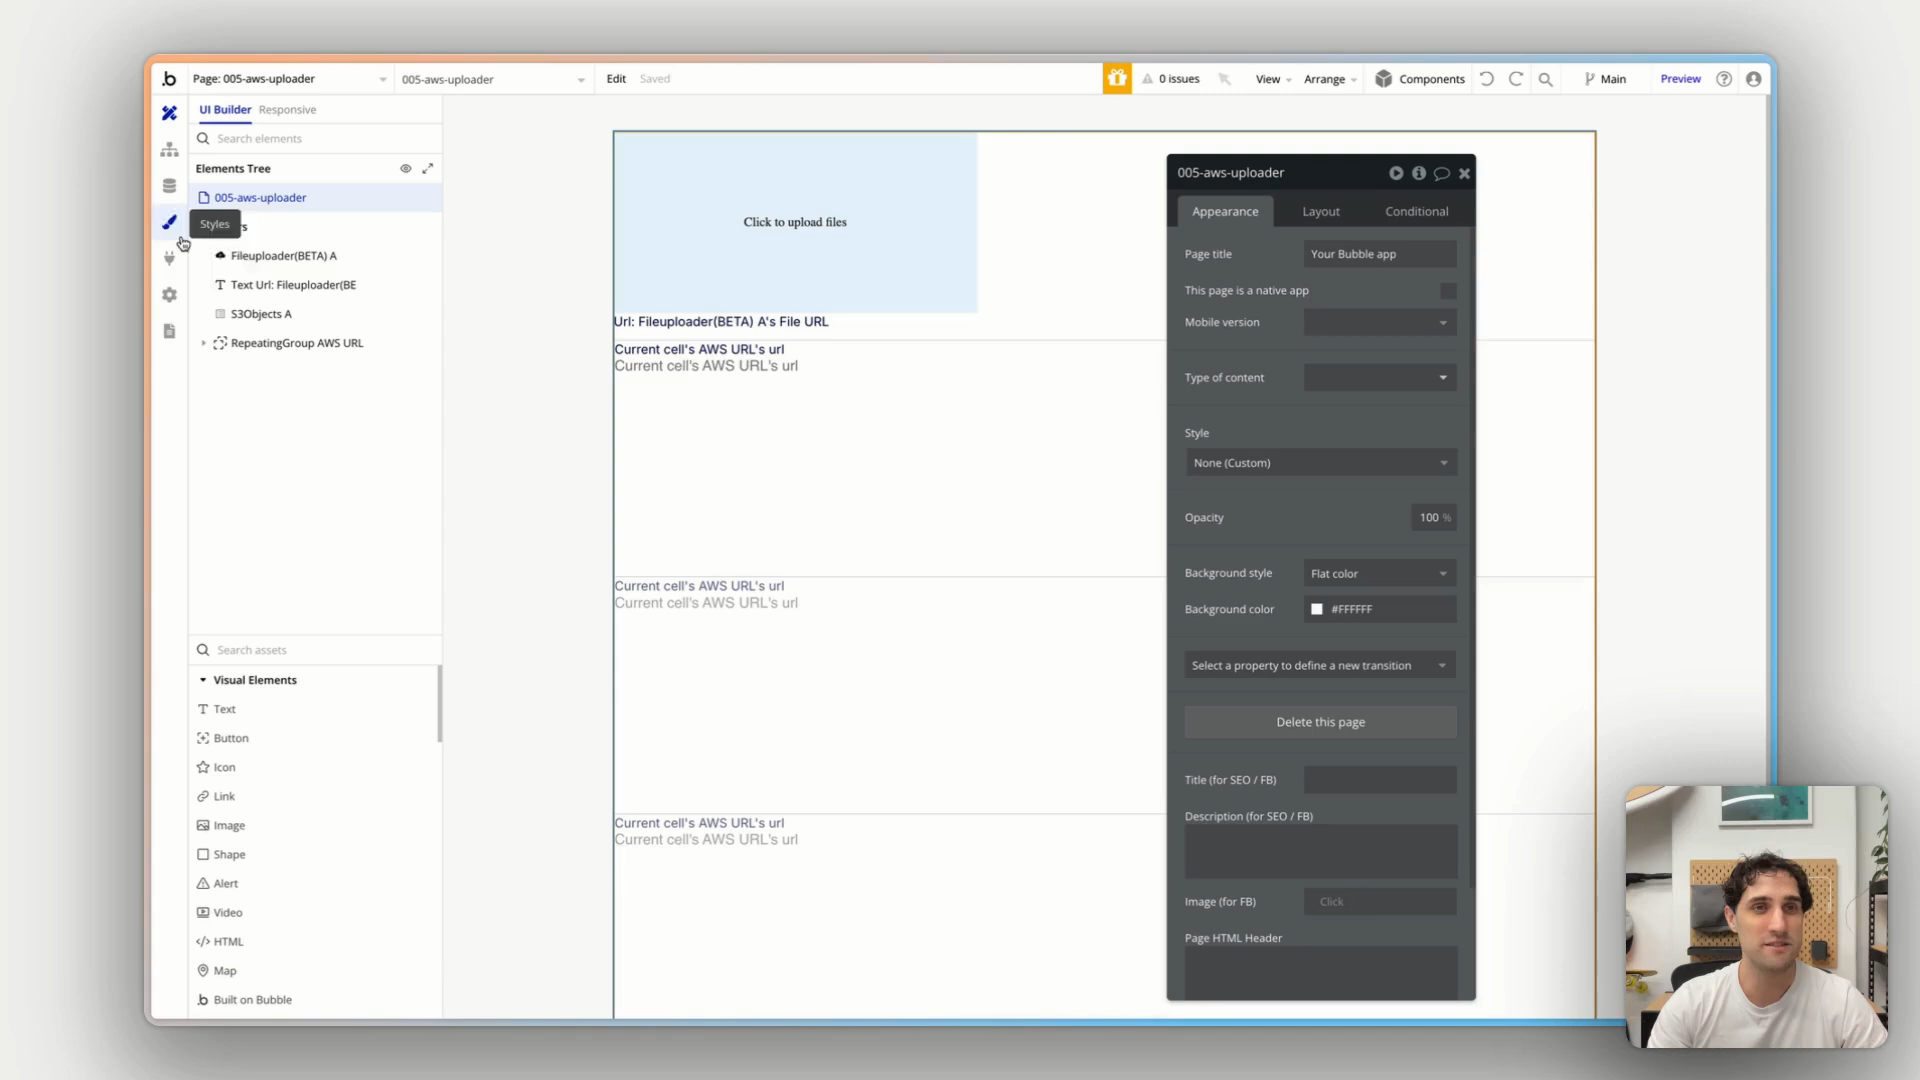 Page: 005-aws-uploader
005-aws-uploader
Edit
Saved
0 issues
View
Arrange
Components
Main
Preview
UI Builder
Responsive
Search elements
Elements Tree
005-aws-uploader
Styles
rs
Fileuploader(BETA) A
Text Url: Fileuploader(BE
S3Objects A
RepeatingGroup AWS URL
Search assets
Visual Elements
Text
Button
Icon
Link
Image
Shape
Alert
Video
HTML
Map
Built on Bubble
Click to upload files
Url: Fileuploader(BETA) A's File URL
Current cell's AWS URL's url
Current cell's AWS URL's url
Current cell's AWS URL's url
Current cell's AWS URL's url
Current cell's AWS URL's url
Current cell's AWS URL's url
005-aws-uploader
Appearance
Layout
Conditional
Page title
Your Bubble app
This page is a native app
Mobile version
Type of content
Style
None (Custom)
Opacity
100 %
Background style
Flat color
Background color
#FFFFFF
Select a property to define a new transition
Delete this page
Title (for SEO / FB)
Description (for SEO / FB)
Image (for FB)
Click
Page HTML Header